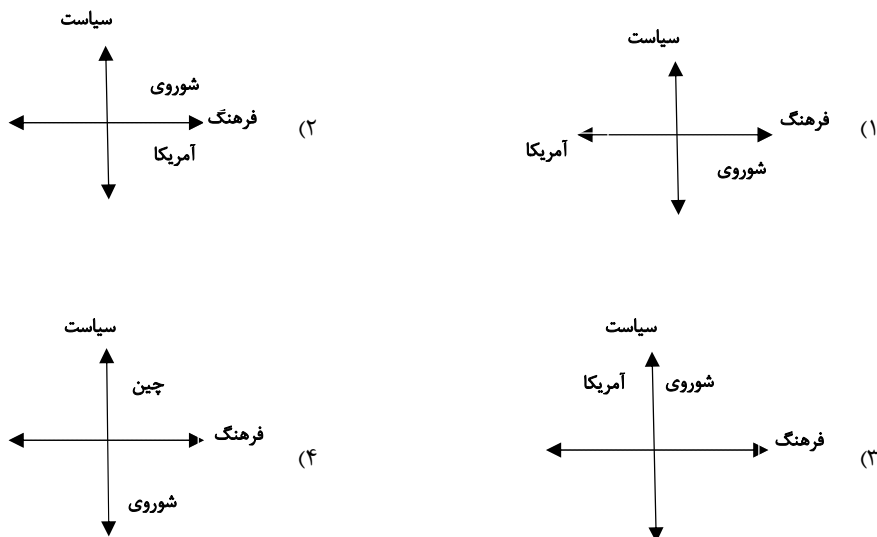 سیاست
شوروی
فرهنگ
آمریکا
۱)
سیاست
شوروی
فرهنگ
آمریکا
۲)
سیاست
آمریکا شوروی
فرهنگ
۳)
سیاست
چین
فرهنگ
شوروی
۴)